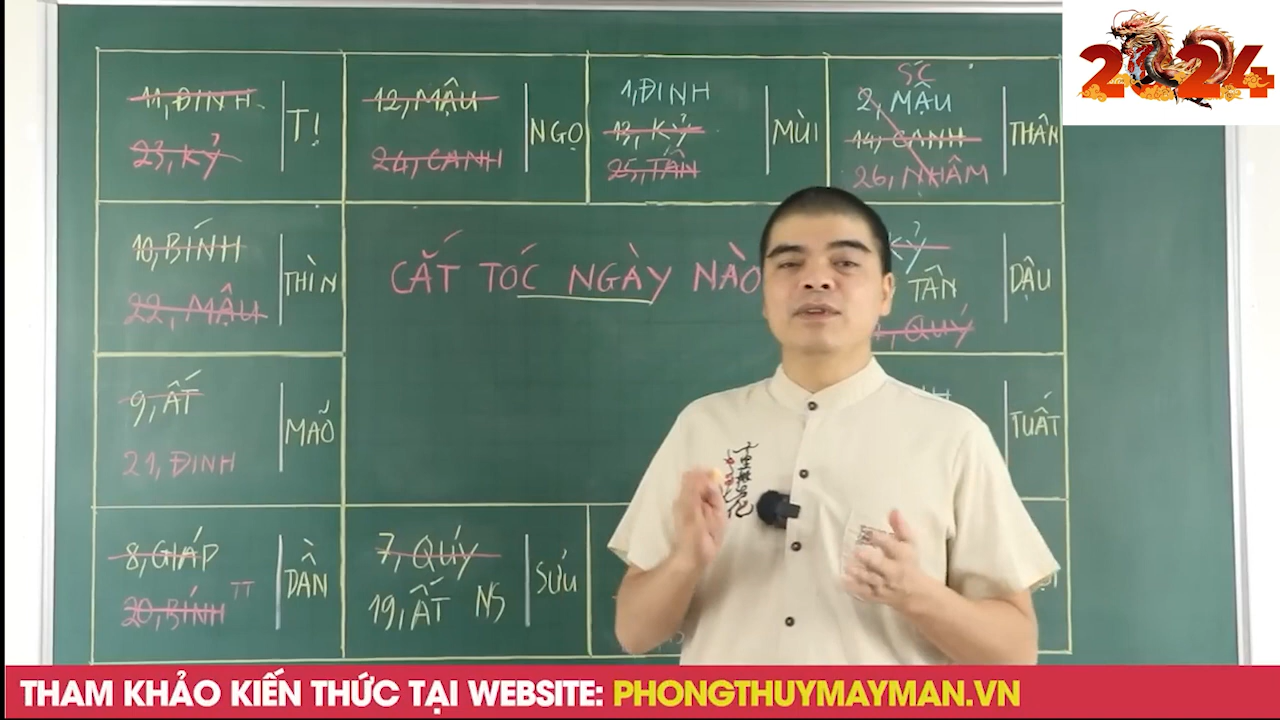 2024
11, ĐINH
23, KỶ
TỊ
12, MẬU
24, CANH
NGỌ
1, ĐINH
13, KỶ
25, TÂN
MÙI
SÓC
2, MẬU
14, CANH
26, NHÂM
THÂN
10, BÍNH
22, MẬU
THÌN
CẮT TÓC NGÀY NÀO
KỶ
TÂN
QUÝ
DẬU
9, ẤT
21, ĐINH
MÃO
TUẤT
8, GIÁP
20, BÍNH TT
DẦN
7, QUÝ
19, ẤT NS
SỬU
THAM KHẢO KIẾN THỨC TẠI WEBSITE: PHONGTHUYMAYMAN.VN